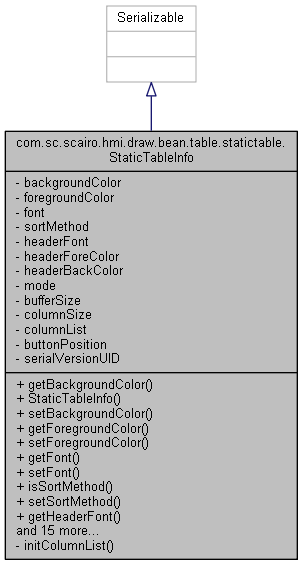 Serializable
com.sc.scairo.hmi.draw.bean.table.statictable.
StaticTableInfo
- backgroundColor
- foregroundColor
- font
- sortMethod
- headerFont
- headerForeColor
- headerBackColor
- mode
- bufferSize
- columnSize
- columnList
- buttonPosition
- serialVersionUID
+ getBackgroundColor()
+ StaticTableInfo()
+ setBackgroundColor()
+ getForegroundColor()
+ setForegroundColor()
+ getFont()
+ setFont()
+ isSortMethod()
+ setSortMethod()
+ getHeaderFont()
and 15 more...
- initColumnList()